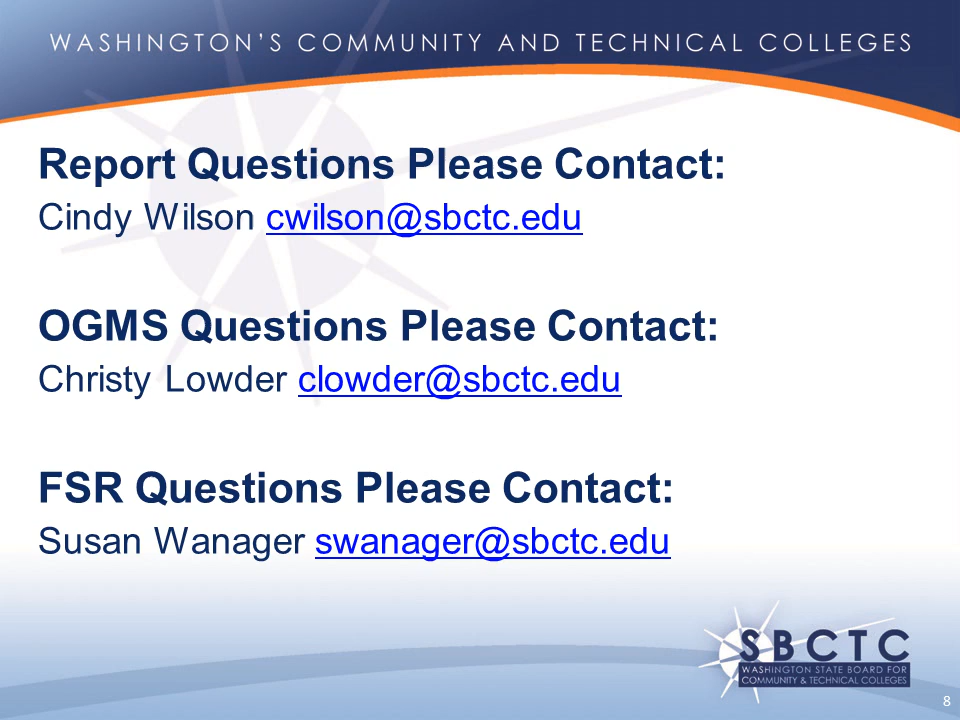 WASHINGTON'S COMMUNITY AND TECHNICAL COLLEGES
Report Questions Please Contact:
Cindy Wilson cwilson@sbctc.edu
OGMS Questions Please Contact:
Christy Lowder clowder@sbctc.edu
FSR Questions Please Contact:
Susan Wanager swanager@sbctc.edu
SBCTC
WASHINGTON STATE BOARD FOR
COMMUNITY & TECHNICAL COLLEGES
8